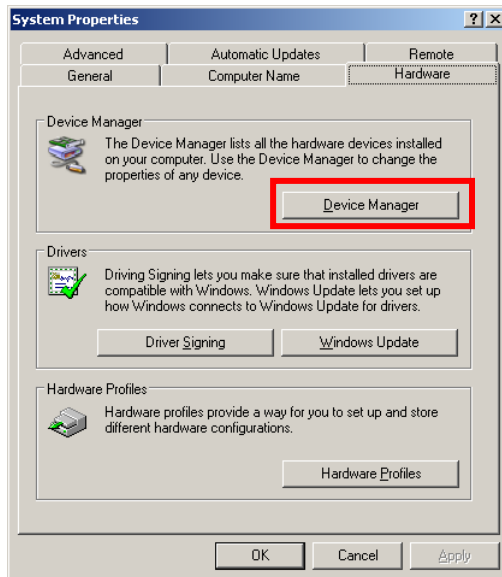 System Properties
Advanced Automatic Updates Remote
General Computer Name Hardware
Device Manager
The Device Manager lists all the hardware devices installed
on your computer. Use the Device Manager to change the
properties of any device.
Device Manager
Drivers
Driving Signing lets you make sure that installed drivers are
compatible with Windows. Windows Update lets you set up
how Windows connects to Windows Update for drivers.
Driver Signing Windows Update
Hardware Profiles
Hardware profiles provide a way for you to set up and store
different hardware configurations.
Hardware Profiles
OK Cancel Apply